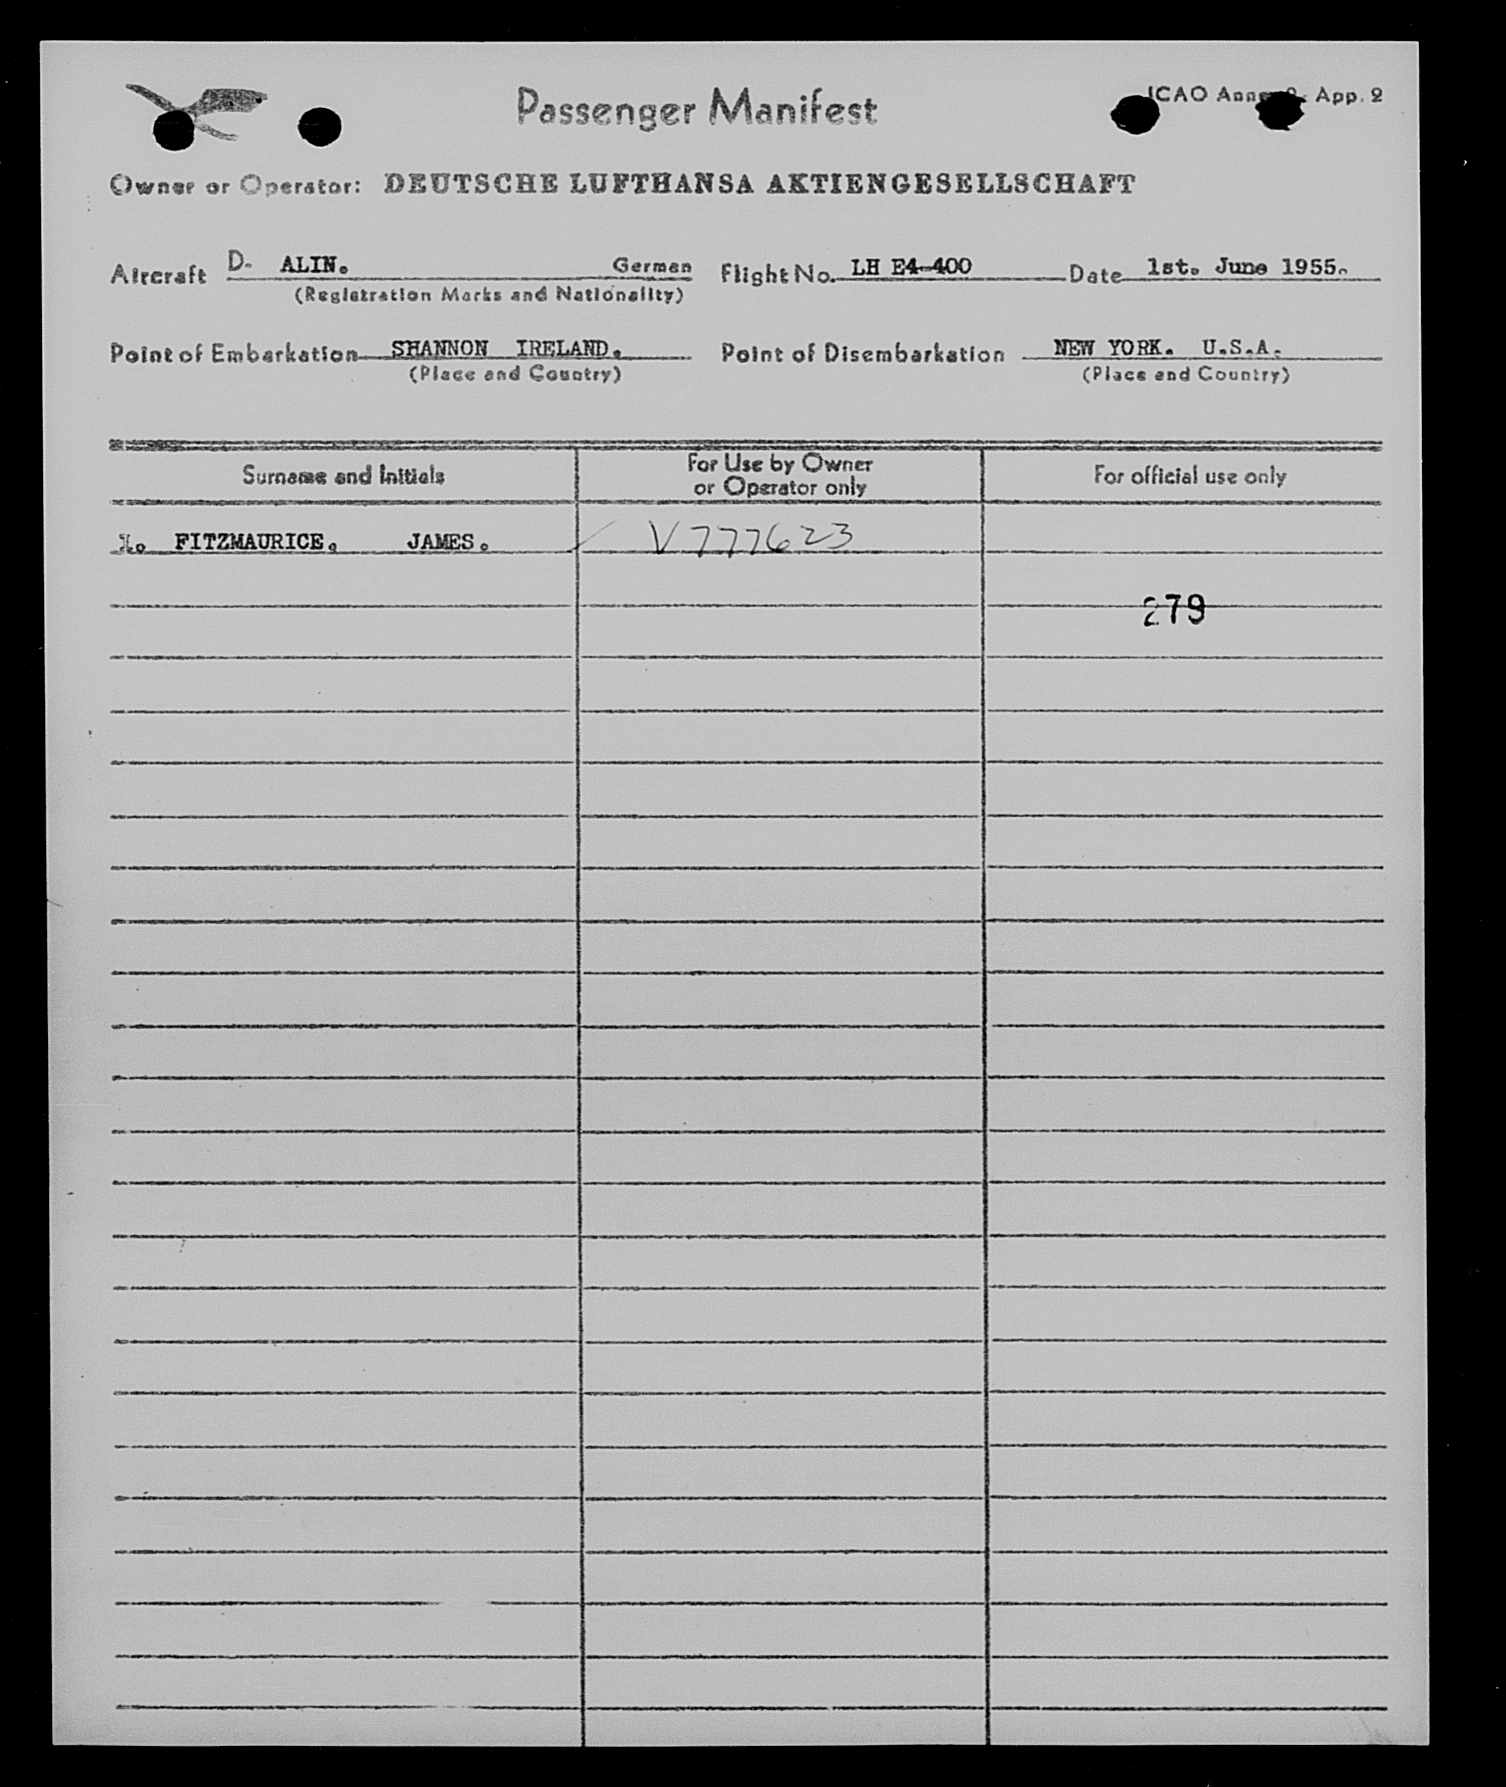 Passenger Manifest
ICAO Annex 9, App. 2
Owner or Operator: DEUTSCHE LUFTHANSA AKTIENGESELLSCHAFT
Aircraft D- ALIN. German Flight No. LH E4-400 Date 1st. June 1955.
(Registration Marks and Nationality)
Point of Embarkation SHANNON IRELAND. Point of Disembarkation NEW YORK. U.S.A.
(Place and Country) (Place and Country)
Surname and Initials For Use by Owner or Operator only For official use only
1. FITZMAURICE. JAMES. V777623
279